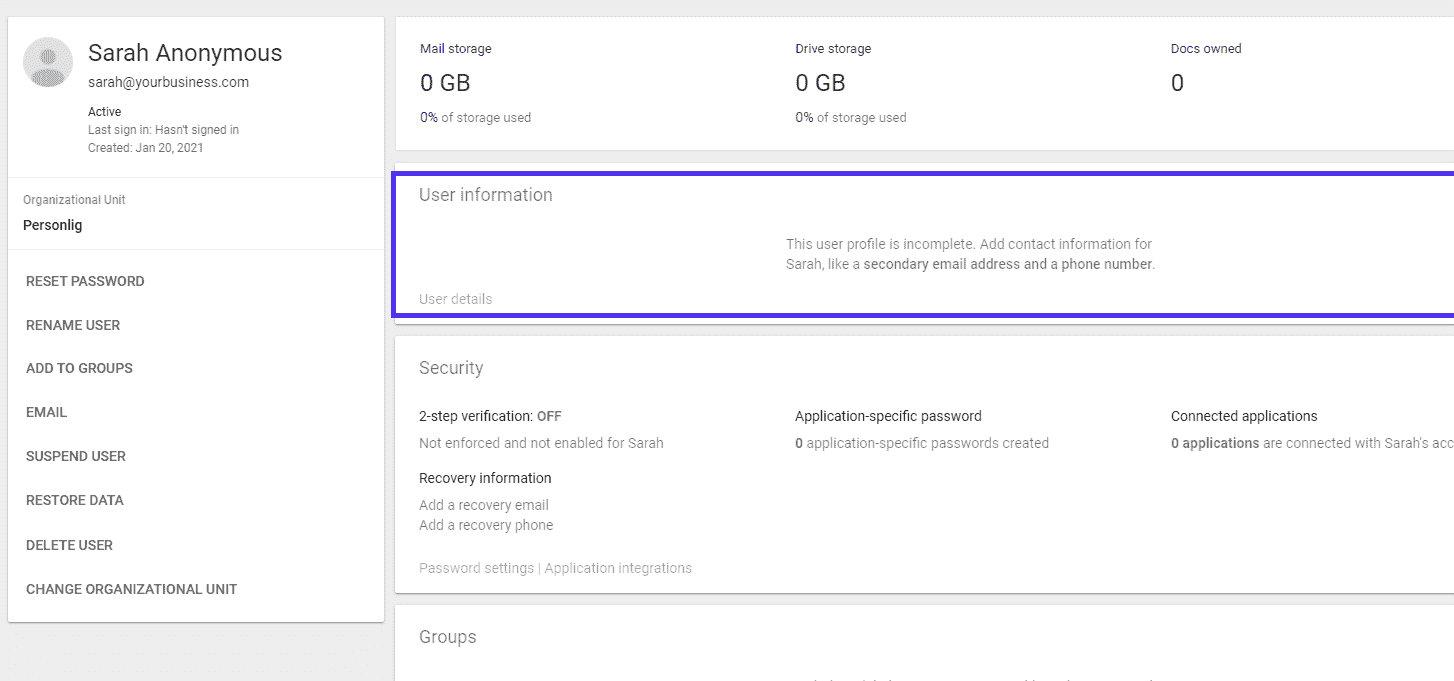 Sarah Anonymous
sarah@yourbusiness.com
Active
Last sign in: Hasn't signed in
Created: Jan 20, 2021
Organizational Unit
Personlig
RESET PASSWORD
RENAME USER
ADD TO GROUPS
EMAIL
SUSPEND USER
RESTORE DATA
DELETE USER
CHANGE ORGANIZATIONAL UNIT
Mail storage
0 GB
0% of storage used
Drive storage
0 GB
0% of storage used
Docs owned
0
User information
This user profile is incomplete. Add contact information for
Sarah, like a secondary email address and a phone number.
User details
Security
2-step verification: OFF
Not enforced and not enabled for Sarah
Application-specific password
0 application-specific passwords created
Connected applications
0 applications are connected with Sarah's acc
Recovery information
Add a recovery email
Add a recovery phone
Password settings | Application integrations
Groups